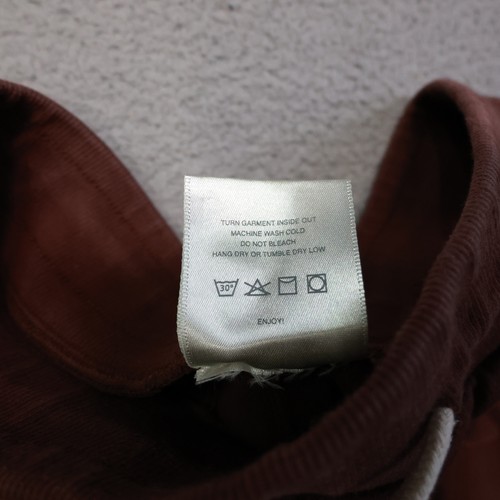 TURN GARMENT INSIDE OUT
MACHINE WASH COLD
DO NOT BLEACH
HANG DRY OR TUMBLE DRY LOW
30°
ENJOY!